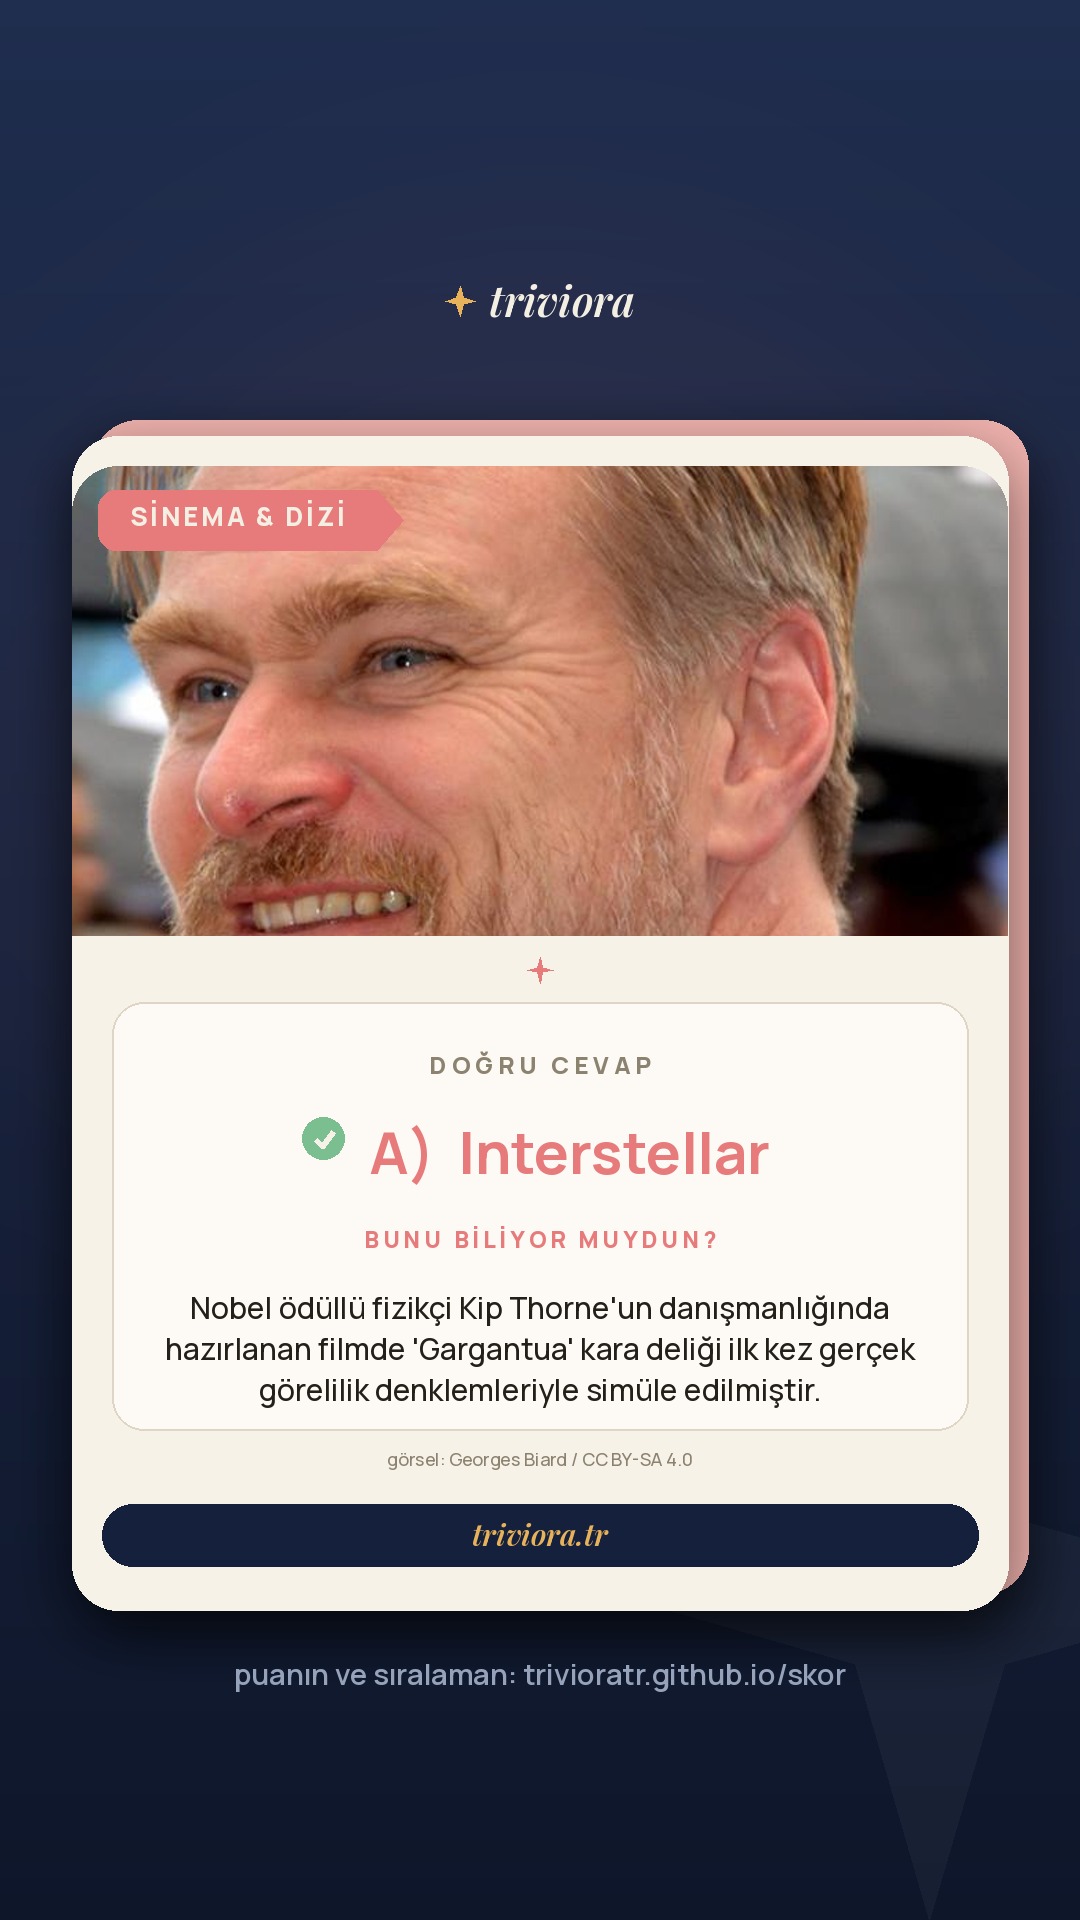 triviora
SİNEMA & DİZİ
DOĞRU CEVAP
A) Interstellar
BUNU BİLİYOR MUYDUN?
Nobel ödüllü fizikçi Kip Thorne'un danışmanlığında
hazırlanan filmde 'Gargantua' kara deliği ilk kez gerçek
görelilik denklemleriyle simüle edilmiştir.
görsel: Georges Biard / CC BY-SA 4.0
triviora.tr
puanın ve sıralaman: trivioratr.github.io/skor